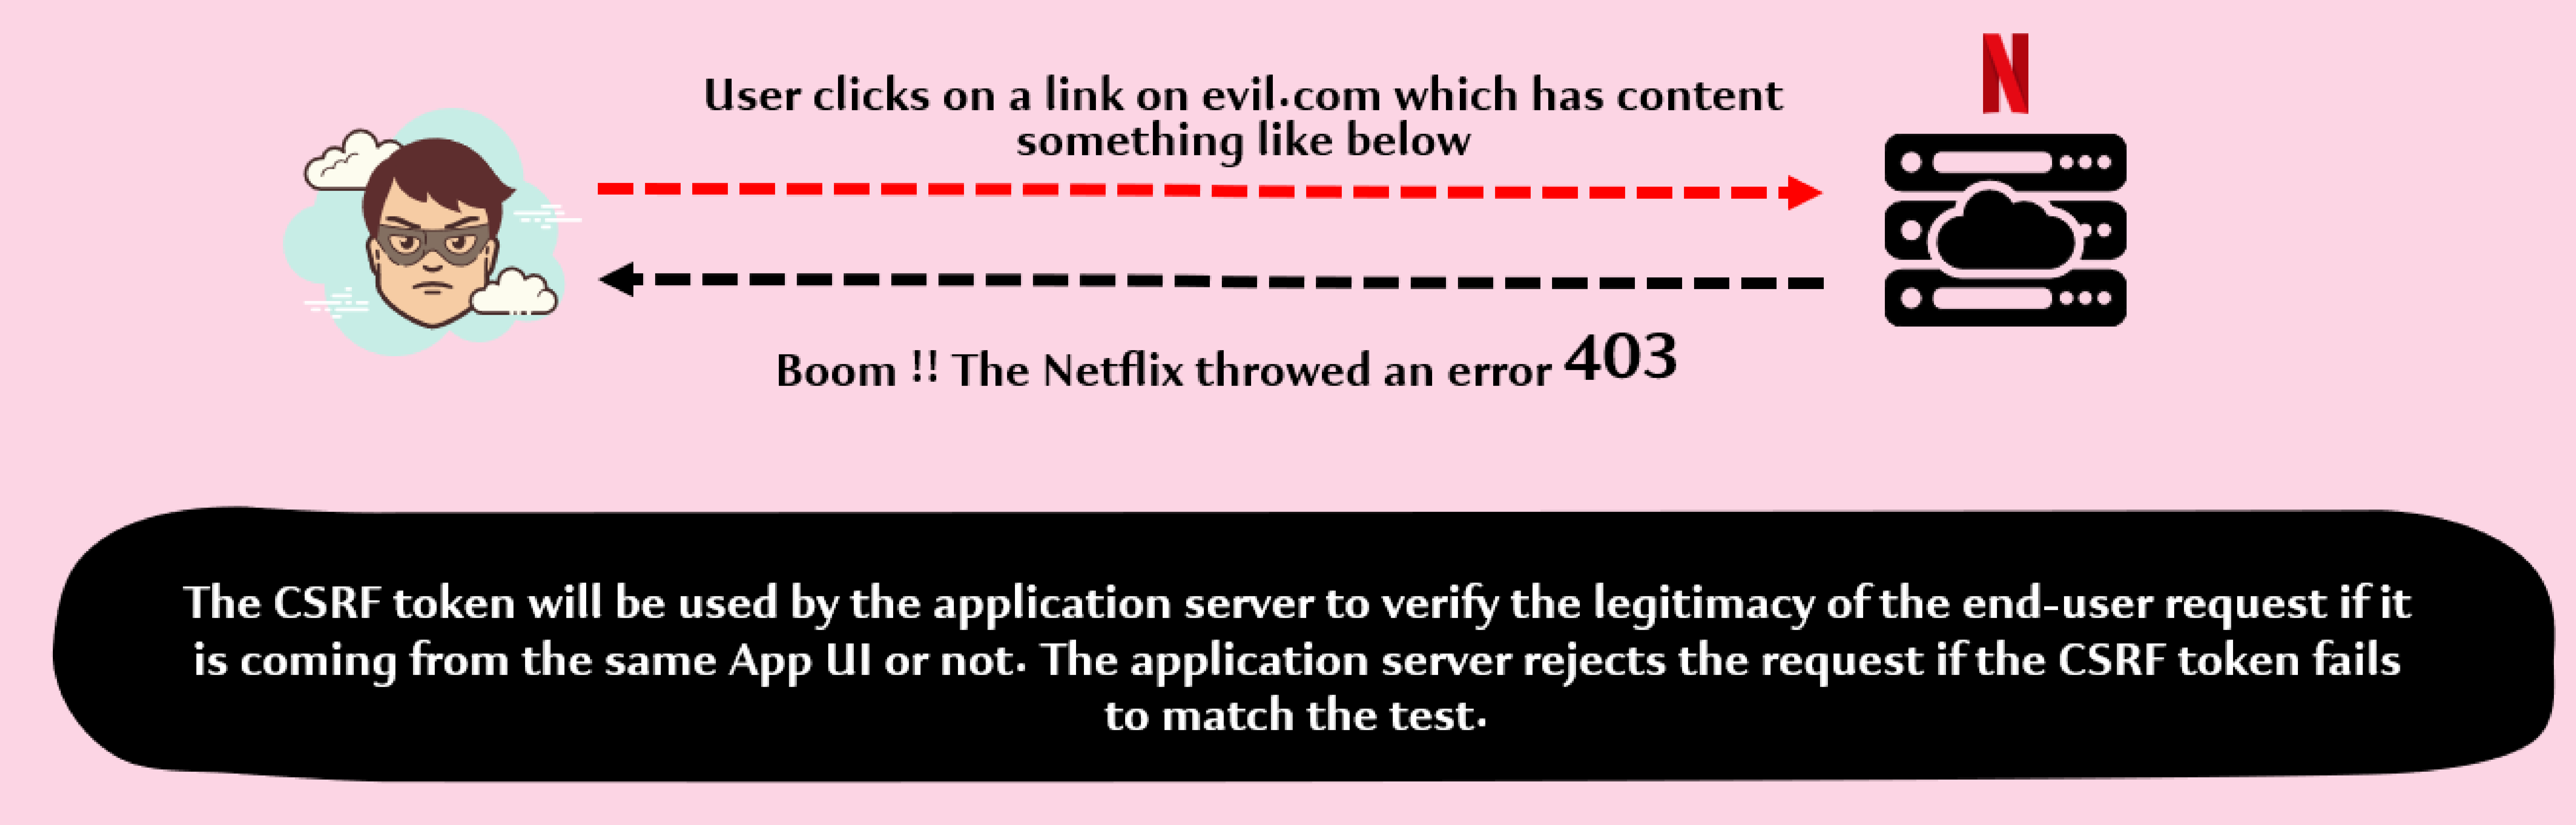 N
User clicks on a link on evil.com which has content
something like below
Boom !! The Netflix throwed an error 403
The CSRF token will be used by the application server to verify the legitimacy of the end-user request if it
is coming from the same App UI or not. The application server rejects the request if the CSRF token fails
to match the test.